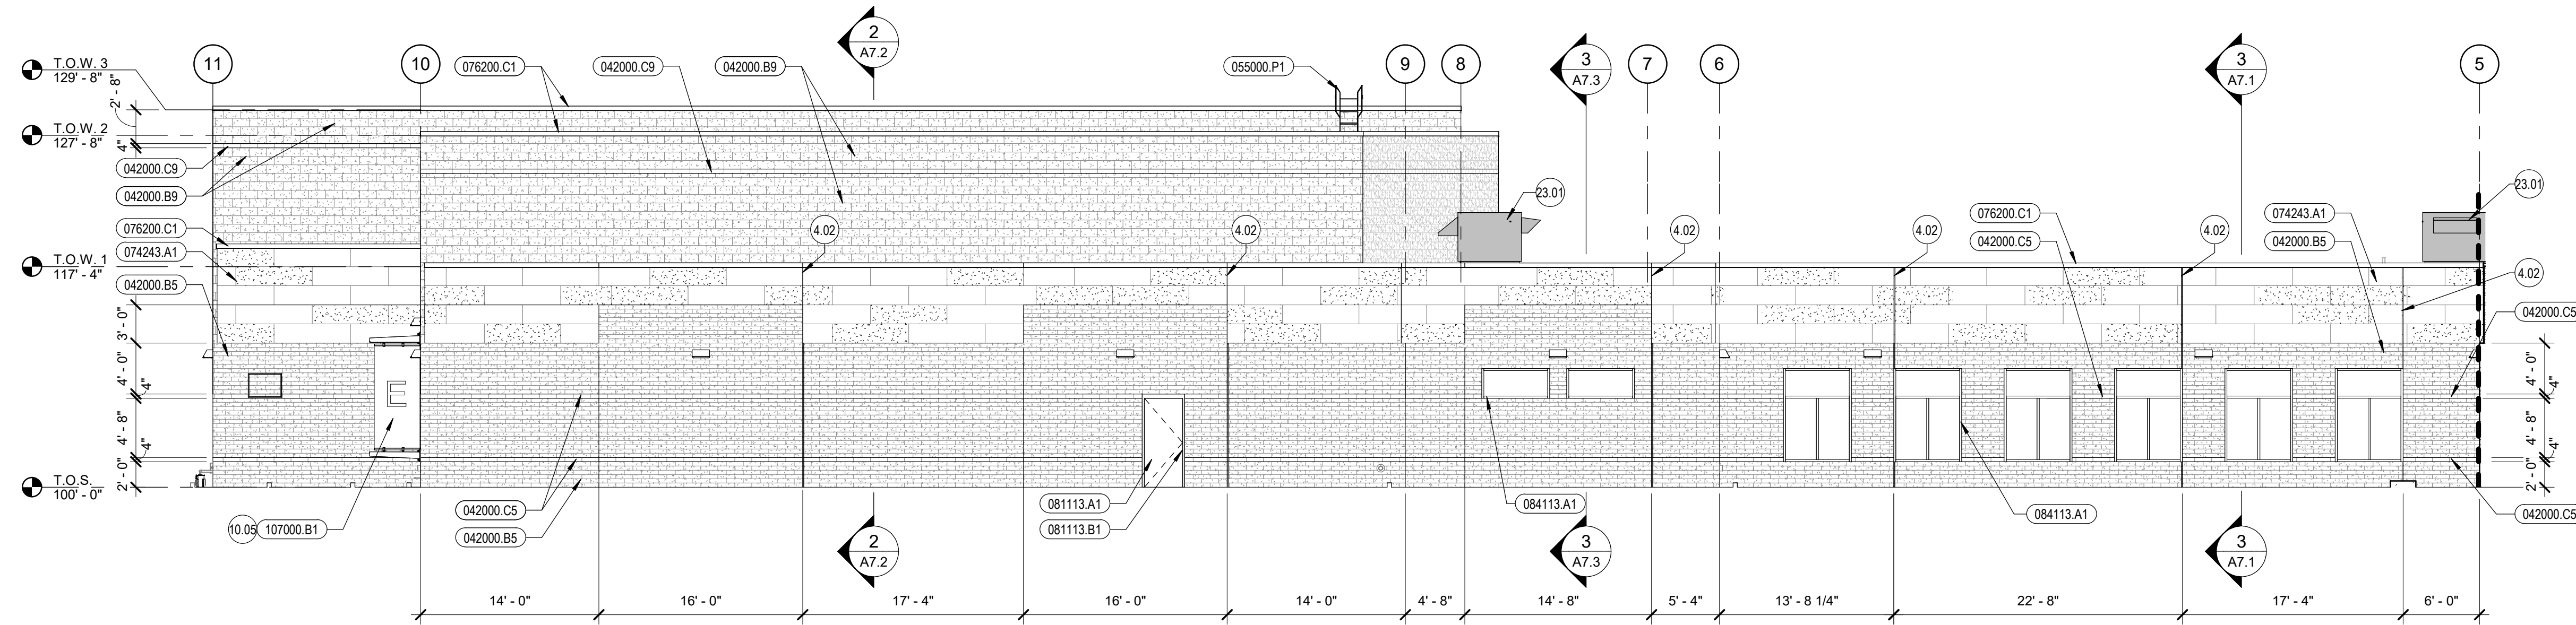 2
A7.2
3
A7.3
3
A7.1
11
10
9
8
7
6
5
T.O.W. 3
129' - 8"
076200.C1
042000.C9
042000.B9
055000.P1
2' - 8"
T.O.W. 2
127' - 8"
4"
042000.C9
042000.B9
23.01
23.01
076200.C1
074243.A1
042000.B5
T.O.W. 1
117' - 4"
4.02
4.02
4.02
4.02
4.02
4.02
076200.C1
042000.C5
074243.A1
042000.B5
042000.C5
3' - 0"
4' - 0"
4"
4' - 8"
4"
2' - 0"
E
4' - 0"
4"
4' - 8"
4"
2' - 0"
T.O.S.
100' - 0"
10.05
107000.B1
042000.C5
042000.B5
081113.A1
081113.B1
084113.A1
084113.A1
042000.C5
2
A7.2
3
A7.3
3
A7.1
14' - 0"
16' - 0"
17' - 4"
16' - 0"
14' - 0"
4' - 8"
14' - 8"
5' - 4"
13' - 8 1/4"
22' - 8"
17' - 4"
6' - 0"